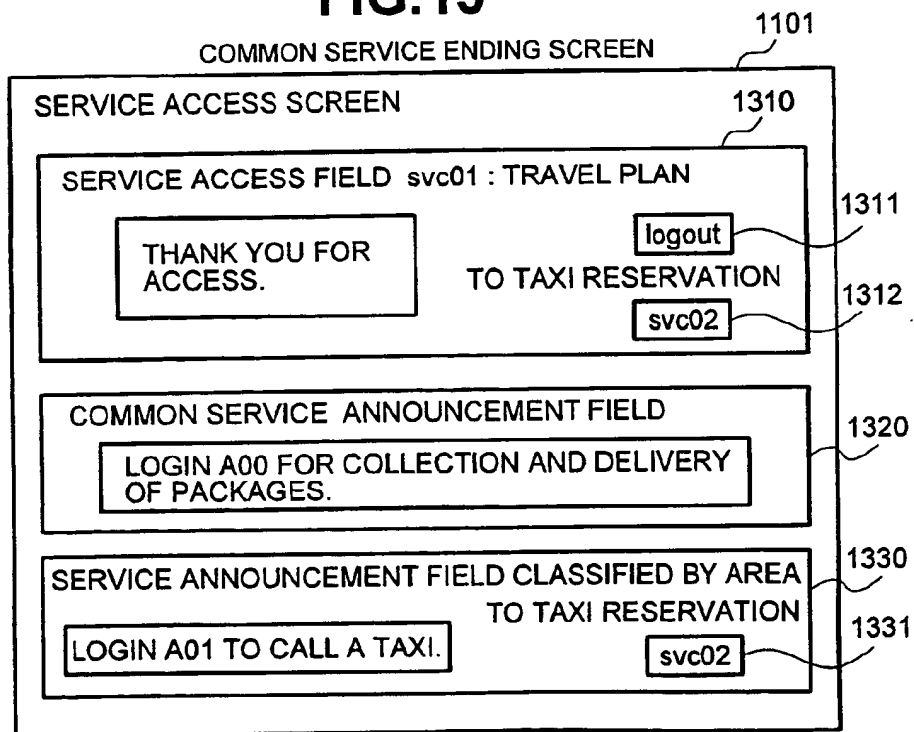 COMMON SERVICE ENDING SCREEN
1101
SERVICE ACCESS SCREEN
1310
SERVICE ACCESS FIELD svc01 : TRAVEL PLAN
1311
logout
THANK YOU FOR
ACCESS.
TO TAXI RESERVATION
1312
svc02
COMMON SERVICE ANNOUNCEMENT FIELD
1320
LOGIN A00 FOR COLLECTION AND DELIVERY
OF PACKAGES.
SERVICE ANNOUNCEMENT FIELD CLASSIFIED BY AREA
1330
TO TAXI RESERVATION
1331
LOGIN A01 TO CALL A TAXI.
svc02